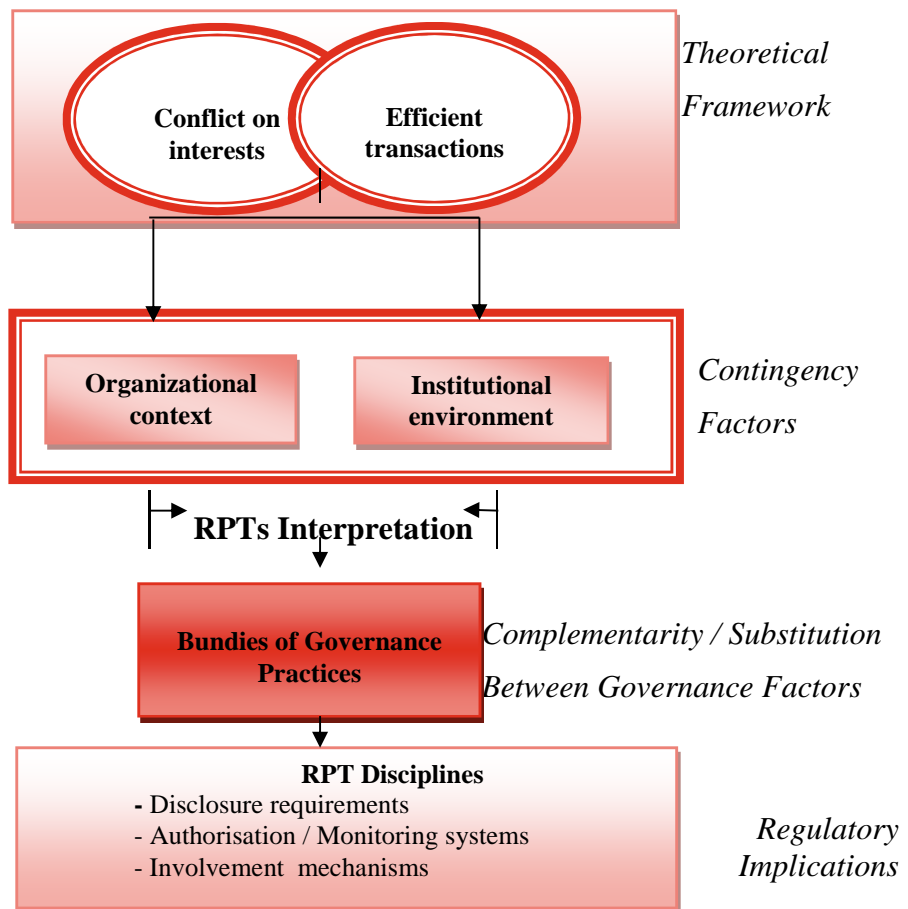 Theoretical
Framework
Conflict on
interests
Efficient
transactions
Organizational
context
Institutional
environment
Contingency
Factors
RPTs Interpretation
Bundies of Governance
Practices
Complementarity / Substitution
Between Governance Factors
RPT Disciplines
- Disclosure requirements
- Authorisation / Monitoring systems
- Involvement mechanisms
Regulatory
Implications